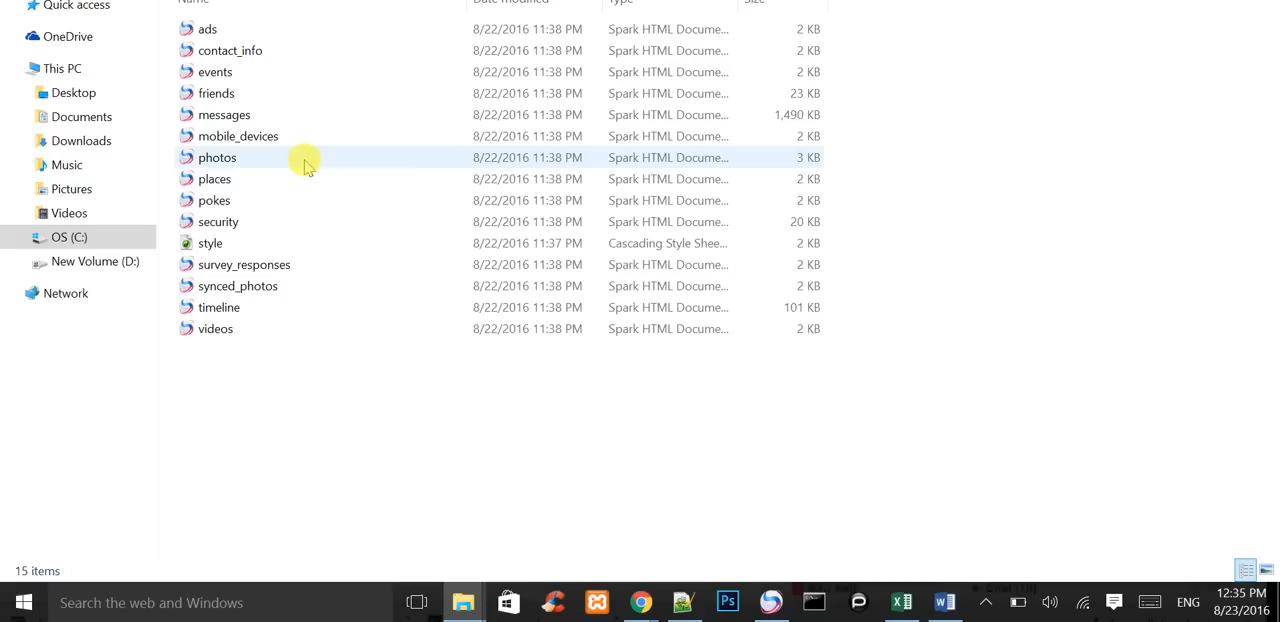 Quick access
Name Date modified Type Size
ads 8/22/2016 11:38 PM Spark HTML Docume... 2 KB
OneDrive
contact_info 8/22/2016 11:38 PM Spark HTML Docume... 2 KB
This PC
events 8/22/2016 11:38 PM Spark HTML Docume... 2 KB
Desktop
friends 8/22/2016 11:38 PM Spark HTML Docume... 23 KB
Documents
messages 8/22/2016 11:38 PM Spark HTML Docume... 1,490 KB
Downloads
mobile_devices 8/22/2016 11:38 PM Spark HTML Docume... 2 KB
Music
photos 8/22/2016 11:38 PM Spark HTML Docume... 3 KB
Pictures
places 8/22/2016 11:38 PM Spark HTML Docume... 2 KB
Videos
pokes 8/22/2016 11:38 PM Spark HTML Docume... 2 KB
OS (C:)
security 8/22/2016 11:38 PM Spark HTML Docume... 20 KB
New Volume (D:)
style 8/22/2016 11:37 PM Cascading Style Shee... 2 KB
Network
survey_responses 8/22/2016 11:38 PM Spark HTML Docume... 2 KB
synced_photos 8/22/2016 11:38 PM Spark HTML Docume... 2 KB
timeline 8/22/2016 11:38 PM Spark HTML Docume... 101 KB
videos 8/22/2016 11:38 PM Spark HTML Docume... 2 KB
15 items
Search the web and Windows
Ps
ENG
12:35 PM
8/23/2016